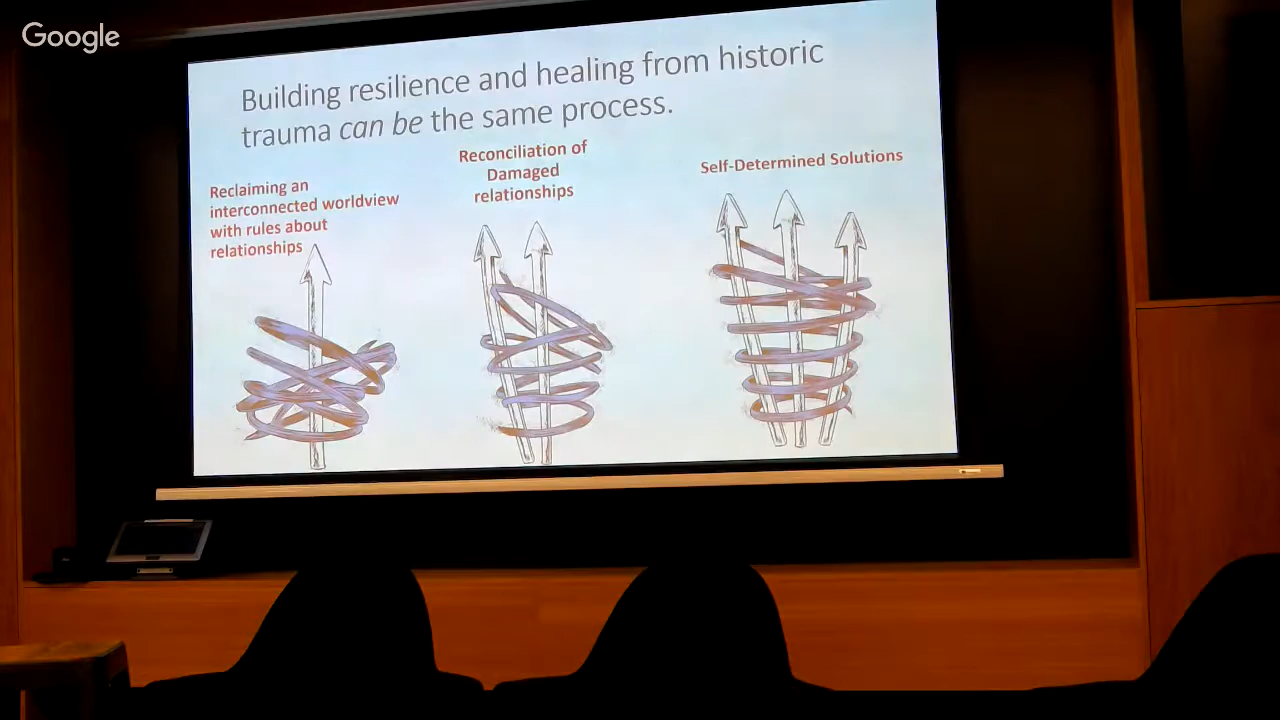 Google
Building resilience and healing from historic
trauma can be the same process.
Reclaiming an
interconnected worldview
with rules about
relationships
Reconciliation of
Damaged
relationships
Self-Determined Solutions